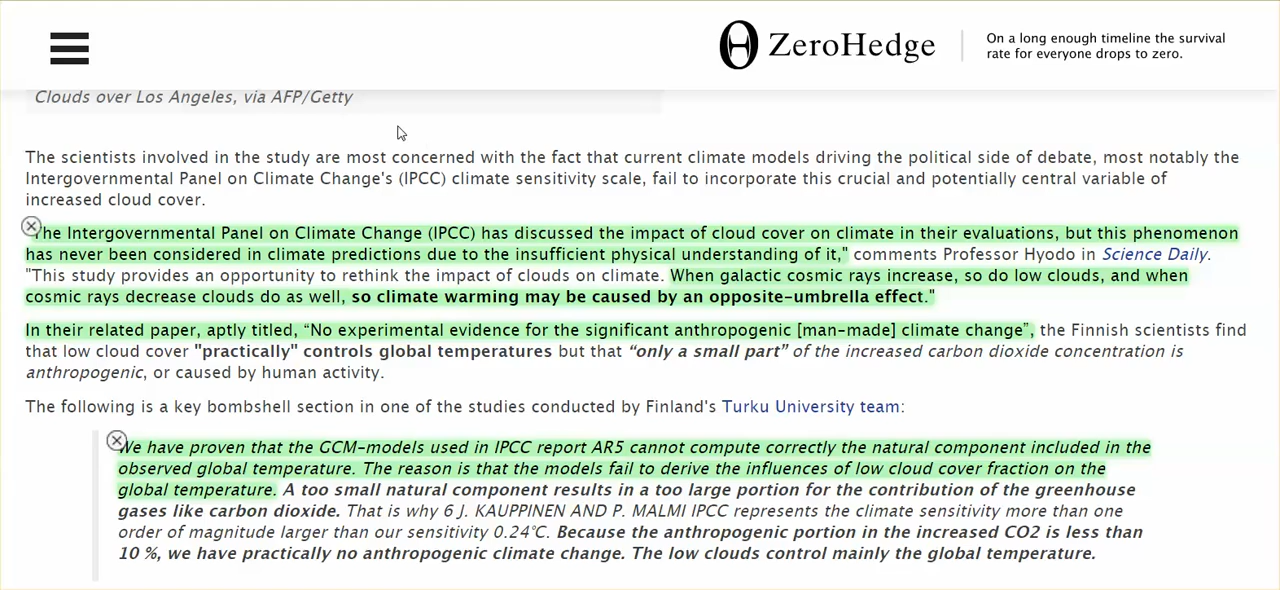 ZeroHedge
On a long enough timeline the survival
rate for everyone drops to zero.
Clouds over Los Angeles, via AFP/Getty
The scientists involved in the study are most concerned with the fact that current climate models driving the political side of debate, most notably the
Intergovernmental Panel on Climate Change's (IPCC) climate sensitivity scale, fail to incorporate this crucial and potentially central variable of
increased cloud cover.
"The Intergovernmental Panel on Climate Change (IPCC) has discussed the impact of cloud cover on climate in their evaluations, but this phenomenon
has never been considered in climate predictions due to the insufficient physical understanding of it," comments Professor Hyodo in Science Daily.
"This study provides an opportunity to rethink the impact of clouds on climate. When galactic cosmic rays increase, so do low clouds, and when
cosmic rays decrease clouds do as well, so climate warming may be caused by an opposite-umbrella effect."
In their related paper, aptly titled, “No experimental evidence for the significant anthropogenic [man-made] climate change”, the Finnish scientists find
that low cloud cover "practically" controls global temperatures but that “only a small part” of the increased carbon dioxide concentration is
anthropogenic, or caused by human activity.
The following is a key bombshell section in one of the studies conducted by Finland's Turku University team:
We have proven that the GCM-models used in IPCC report AR5 cannot compute correctly the natural component included in the
observed global temperature. The reason is that the models fail to derive the influences of low cloud cover fraction on the
global temperature. A too small natural component results in a too large portion for the contribution of the greenhouse
gases like carbon dioxide. That is why 6 J. KAUPPINEN AND P. MALMI IPCC represents the climate sensitivity more than one
order of magnitude larger than our sensitivity 0.24°C. Because the anthropogenic portion in the increased CO2 is less than
10 %, we have practically no anthropogenic climate change. The low clouds control mainly the global temperature.